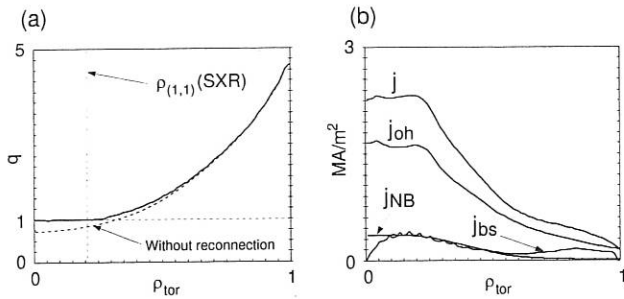 (a)
5
ρ(1,1)(SXR)
q
1
Without reconnection
0
0
ρtor
1
(b)
3
j
joh
MA/m²
jNB
jbs
0
0
ρtor
1